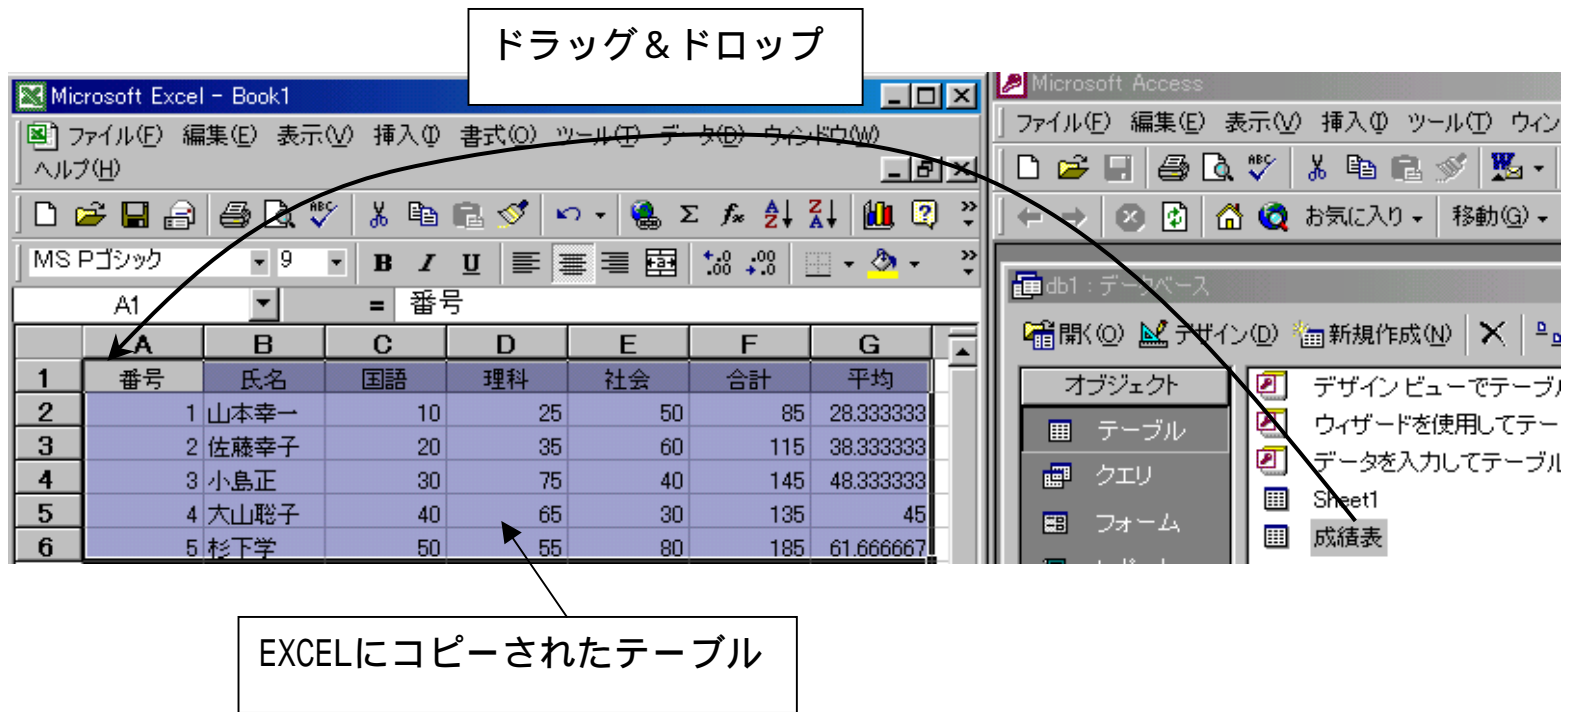 ドラッグ＆ドロップ
Microsoft Excel - Book1
ファイル(F) 編集(E) 表示(V) 挿入(I) 書式(O) ツール(T) データ(D) ウィンドウ(W)
ヘルプ(H)
MS Pゴシック 9 B I U
A1 = 番号
A B C D E F G
1 番号 氏名 国語 理科 社会 合計 平均
2 1 山本幸一 10 25 50 85 28.333333
3 2 佐藤幸子 20 35 60 115 38.333333
4 3 小島正 30 75 40 145 48.333333
5 4 大山聡子 40 65 30 135 45
6 5 杉下学 50 55 80 185 61.666667
Microsoft Access
ファイル(F) 編集(E) 表示(V) 挿入(I) ツール(T) ウィン
お気に入り 移動(G)
db1 : データベース
開く(O) デザイン(D) 新規作成(N)
オブジェクト
テーブル
クエリ
フォーム
デザイン ビューでテーブル
ウィザードを使用してテー
データを入力してテーブル
Sheet1
成績表
EXCELにコピーされたテーブル